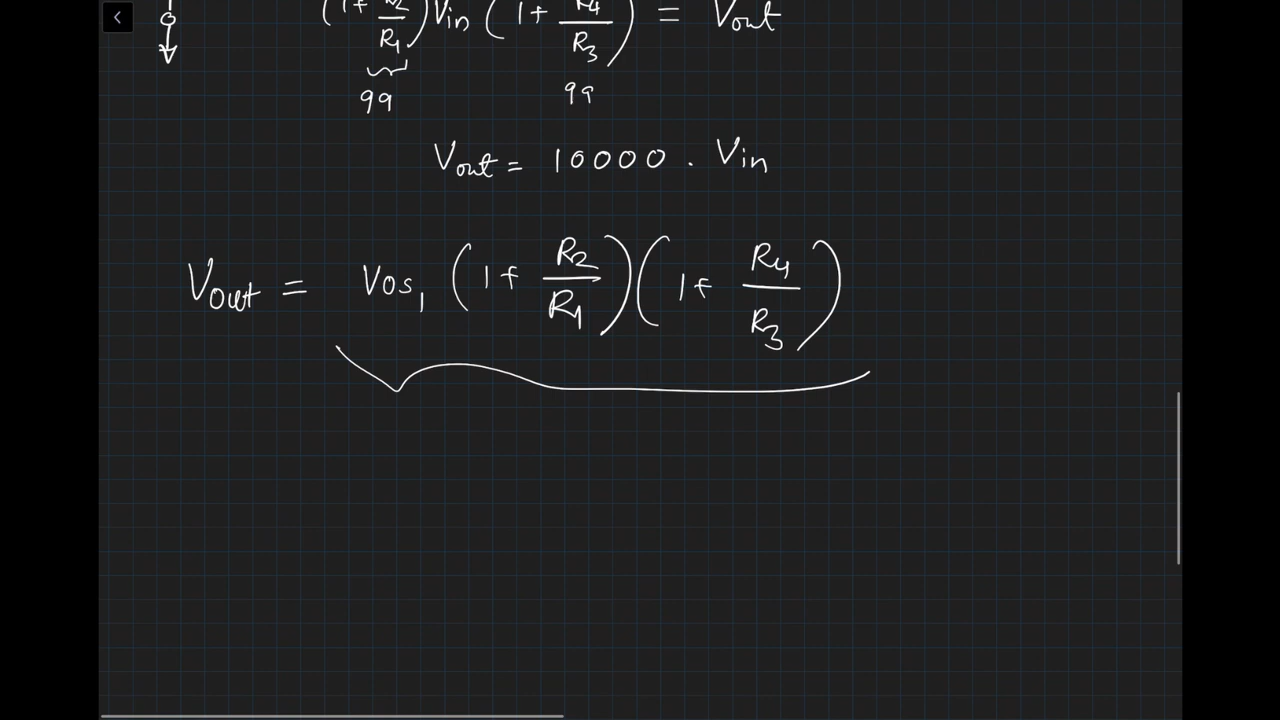 (1+ R2/R1) Vin (1+ R4/R3) = Vout
99 99
Vout = 10000 . Vin
Vout = Vos1 (1+ R2/R1) (1+ R4/R3)